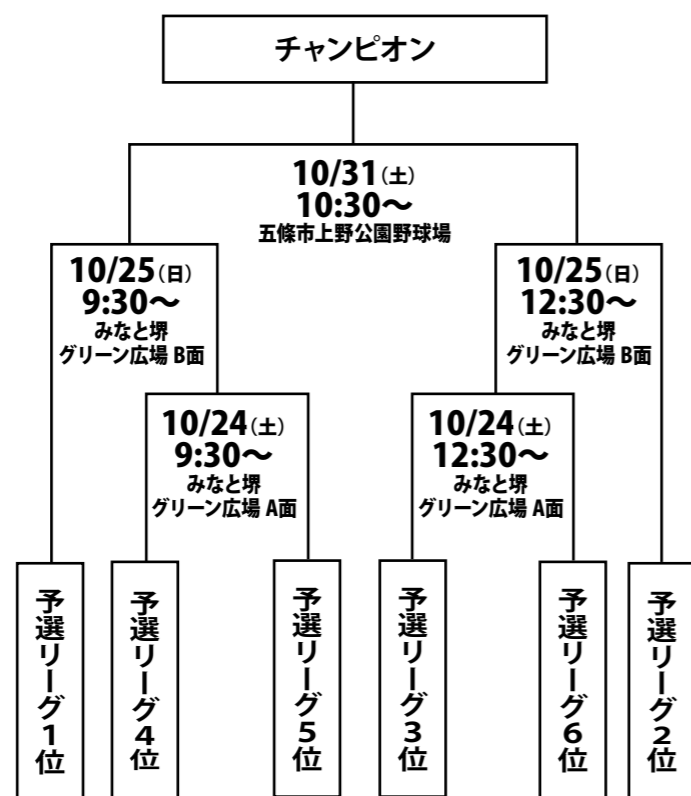 チャンピオン
10/31(土)
10:30～
五條市上野公園野球場
10/25(日)
9:30～
みなと堺
グリーン広場 B面
10/25(日)
12:30～
みなと堺
グリーン広場 B面
10/24(土)
9:30～
みなと堺
グリーン広場 A面
10/24(土)
12:30～
みなと堺
グリーン広場 A面
予選リーグ1位
予選リーグ4位
予選リーグ5位
予選リーグ3位
予選リーグ6位
予選リーグ2位